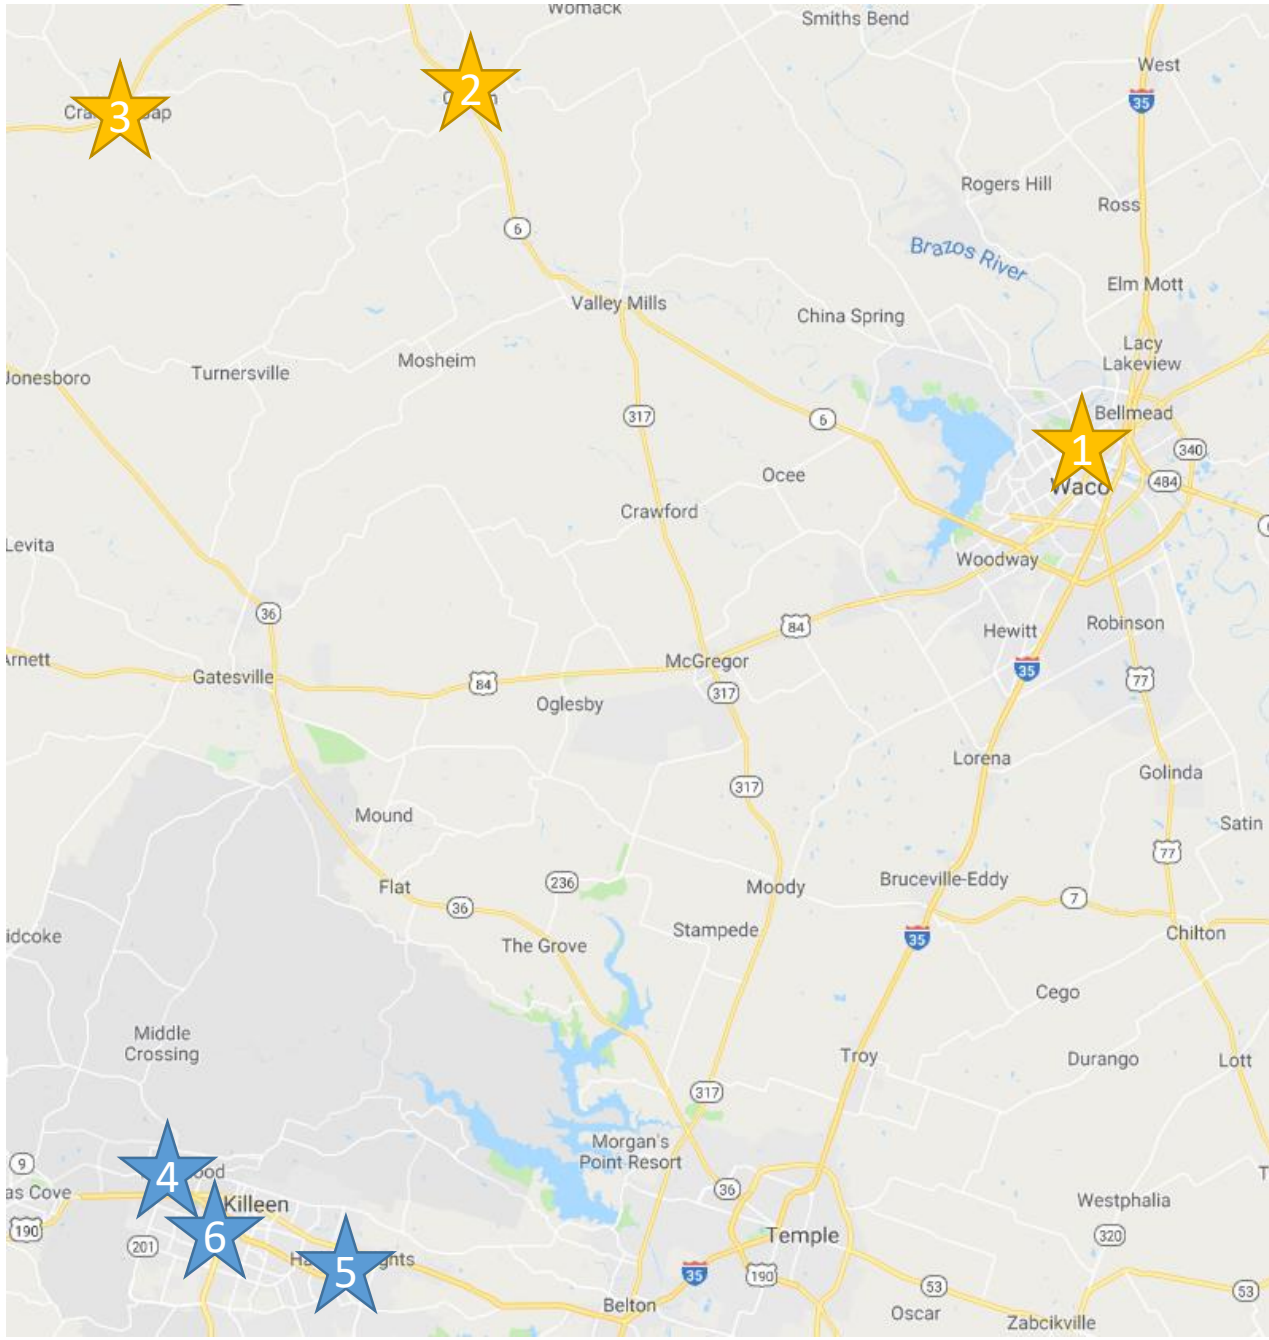 Womack
Smiths Bend
West
35
2
3
Rogers Hill
Ross
6
Brazos River
Elm Mott
Valley Mills
China Spring
Lacy
Lakeview
Jonesboro
Turnersville
Mosheim
317
6
Bellmead
1
340
Ocee
484
Waco
Crawford
Levita
Woodway
36
84
Hewitt
Robinson
McGregor
Gatesville
84
317
35
77
Oglesby
Lorena
Golinda
317
Mound
Satin
77
Flat
236
Moody
Bruceville-Eddy
7
36
Stampede
The Grove
35
Chilton
Cego
Middle
Crossing
Troy
Durango
Lott
317
Morgan's
Point Resort
9
4
36
Killeen
Westphalia
190
201
6
Temple
320
5
35
190
53
53
Belton
Oscar
Zabcikville